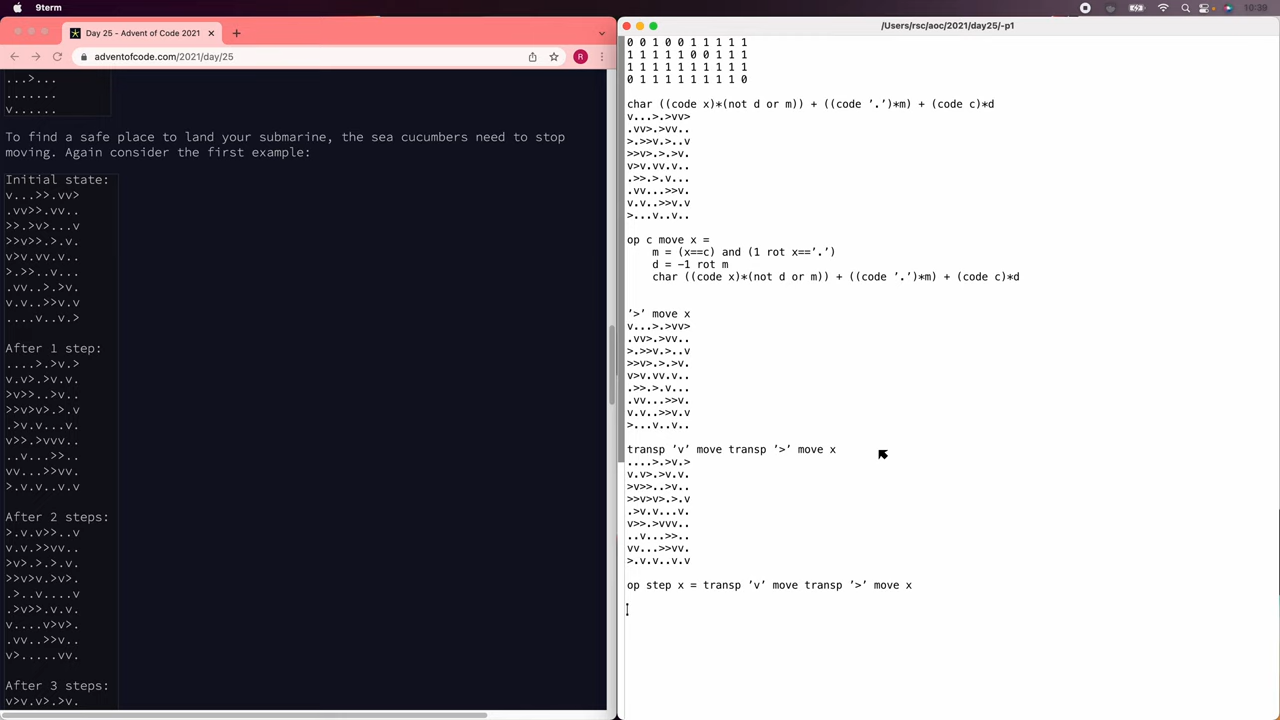 9term
10:39
Day 25 - Advent of Code 2021
adventofcode.com/2021/day/25
R
...>...
.......
v......
To find a safe place to land your submarine, the sea cucumbers need to stop
moving. Again consider the first example:
Initial state:
v...>>.vv>
.vv>>.vv..
>>.>v>...v
>>v>>.>.v.
v>v.vv.v..
>.>>..v...
.vv..>.>v.
v.v..>>v.v
....v..v.>
After 1 step:
....>.>v.>
v.v>.>v.v.
>v>>..>v..
>>v>v>.>.v
.>v.v...v.
v>>.>vvv..
..v...>>..
vv...>>vv.
>.v.v..v.v
After 2 steps:
>.v.v>>..v
v.v.>>vv..
>v>.>.>.v.
>>v>v.>v>.
.>..v....v
.>v>>.v.v.
v....v>v>.
.vv..>>v..
v>.....vv.
After 3 steps:
v>v.v>.>v.
/Users/rsc/aoc/2021/day25/-p1
0 0 1 0 0 1 1 1 1 1
1 1 1 1 1 0 0 1 1 1
1 1 1 1 1 1 1 1 1 1
0 1 1 1 1 1 1 1 1 0
char ((code x)*(not d or m)) + ((code '.')*m) + (code c)*d
v...>.>vv>
.vv>.>vv..
>.>>v.>..v
>>v>.>.>v.
v>v.vv.v..
.>>.>.v...
.vv...>>v.
v.v..>>v.v
>...v..v..
op c move x =
m = (x==c) and (1 rot x=='.')
d = -1 rot m
char ((code x)*(not d or m)) + ((code '.')*m) + (code c)*d
'>' move x
v...>.>vv>
.vv>.>vv..
>.>>v.>..v
>>v>.>.>v.
v>v.vv.v..
.>>.>.v...
.vv...>>v.
v.v..>>v.v
>...v..v..
transp 'v' move transp '>' move x
....>.>v.>
v.v>.>v.v.
>v>>..>v..
>>v>v>.>.v
.>v.v...v.
v>>.>vvv..
..v...>>..
vv...>>vv.
>.v.v..v.v
op step x = transp 'v' move transp '>' move x